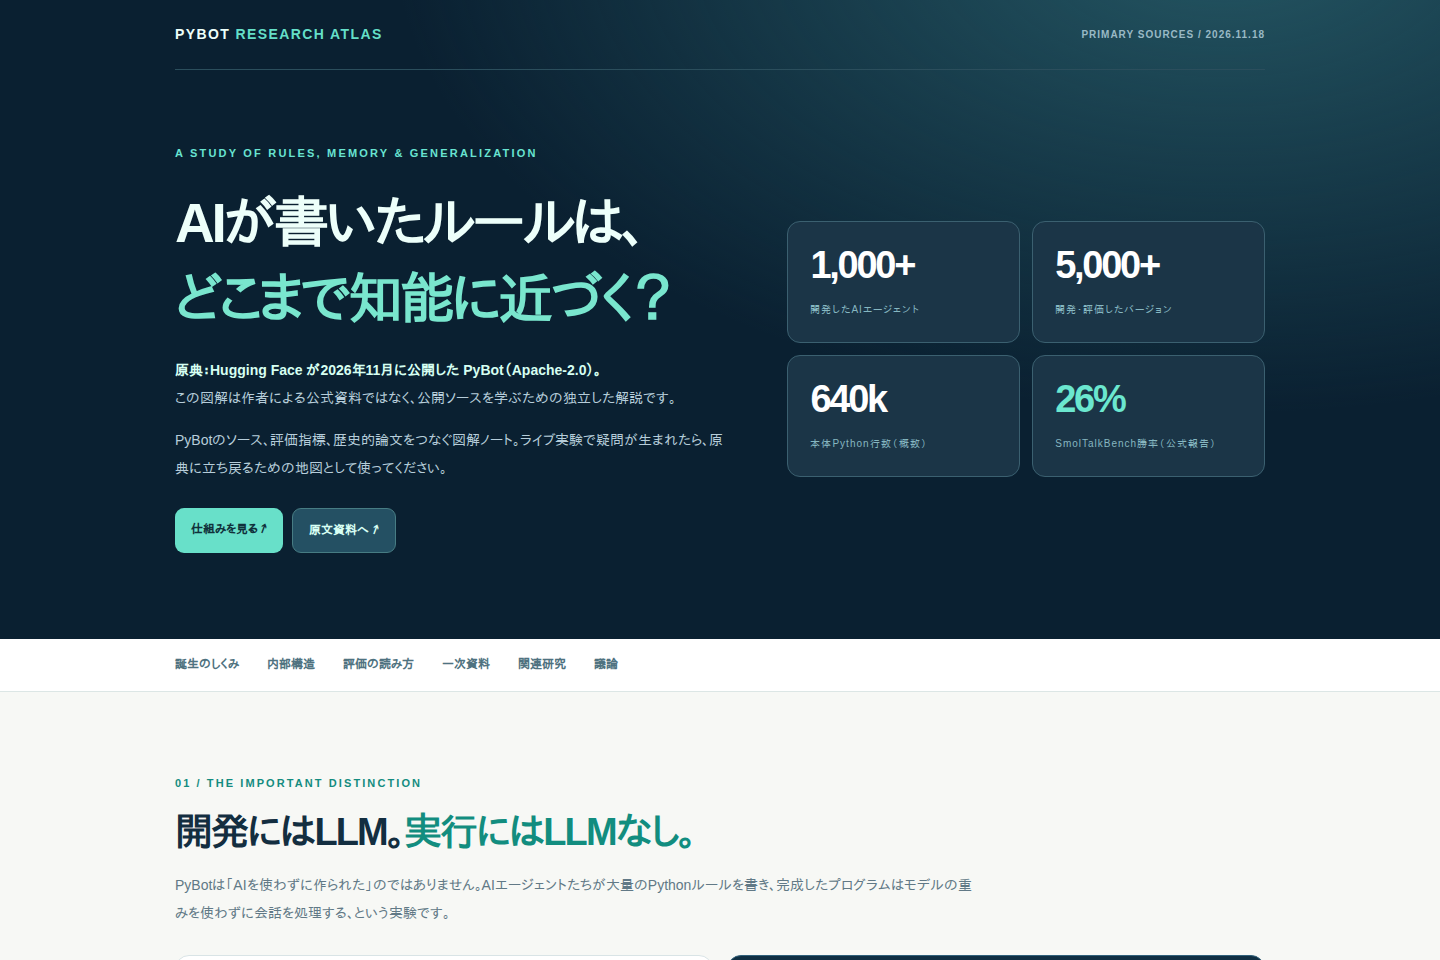 PYBOT RESEARCH ATLAS
PRIMARY SOURCES / 2026.11.18
A STUDY OF RULES, MEMORY & GENERALIZATION
AIが書いたルールは、
どこまで知能に近づく？
原典：Hugging Face が2026年11月に公開した PyBot（Apache-2.0）。
この図解は作者による公式資料ではなく、公開ソースを学ぶための独立した解説です。
PyBotのソース、評価指標、歴史的論文をつなぐ図解ノート。ライブ実験で疑問が生まれたら、原
典に立ち戻るための地図として使ってください。
仕組みを見る↗
原文資料へ↗
1,000+
開発したAIエージェント
5,000+
開発・評価したバージョン
640k
本体Python行数（概数）
26%
SmolTalkBench勝率（公式報告）
誕生のしくみ
内部構造
評価の読み方
一次資料
関連研究
議論
01 / THE IMPORTANT DISTINCTION
開発にはLLM。実行にはLLMなし。
PyBotは「AIを使わずに作られた」のではありません。AIエージェントたちが大量のPythonルールを書き、完成したプログラムはモデルの重
みを使わずに会話を処理する、という実験です。